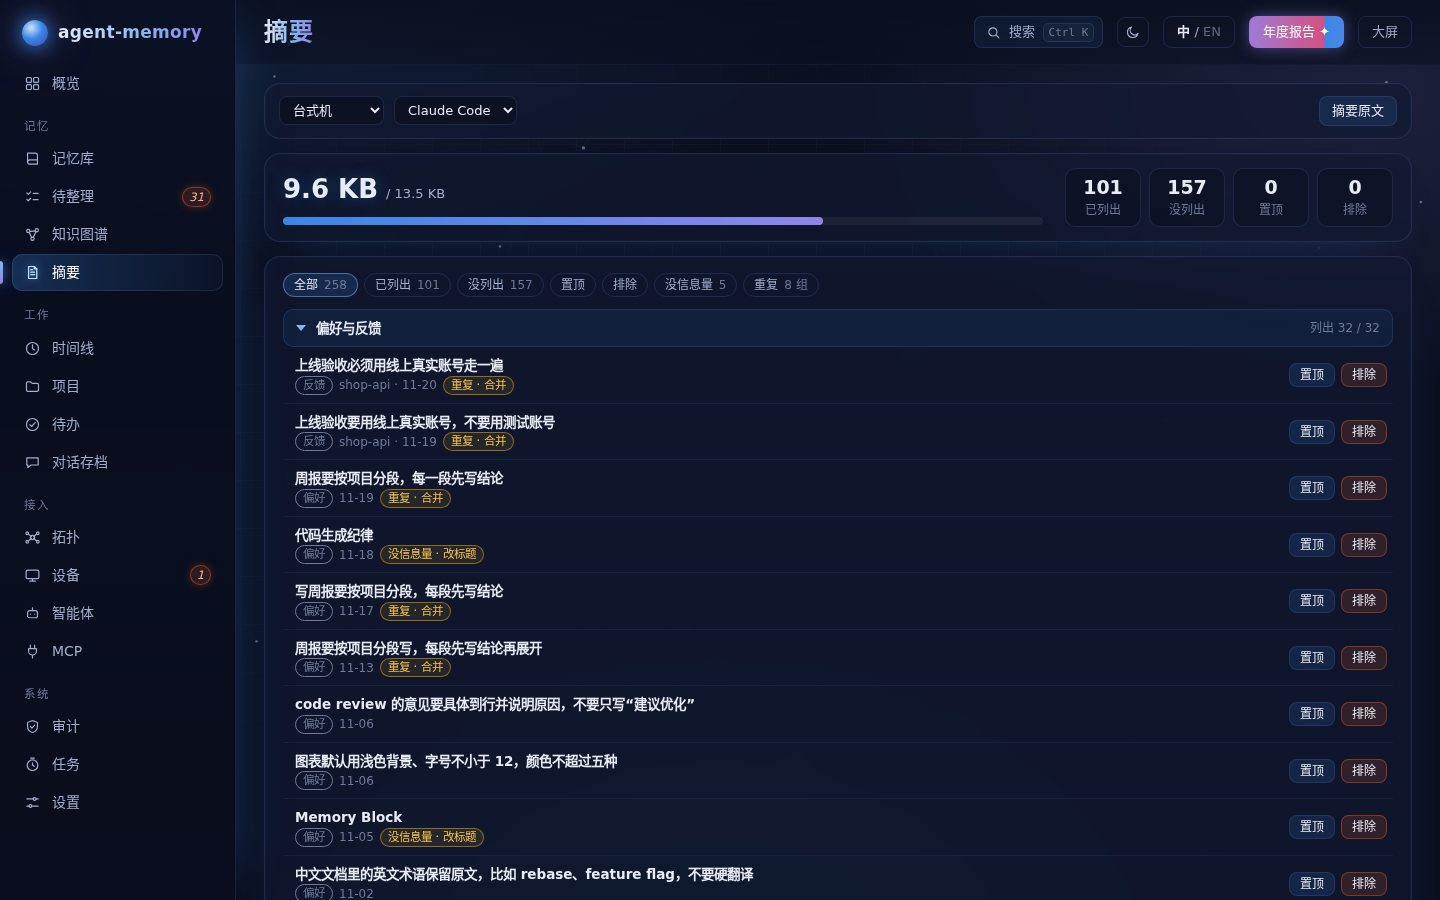 agent-memory
概览
记忆
记忆库
待整理 31
知识图谱
摘要
工作
时间线
项目
待办
对话存档
接入
拓扑
设备 1
智能体
MCP
系统
审计
任务
设置
摘要
搜索 Ctrl K
中 / EN
年度报告 ✦
大屏
台式机
Claude Code
摘要原文
9.6 KB / 13.5 KB
101 已列出
157 没列出
0 置顶
0 排除
全部 258 已列出 101 没列出 157 置顶 排除 没信息量 5 重复 8 组
偏好与反馈 列出 32 / 32
上线验收必须用线上真实账号走一遍
反馈 shop-api · 11-20 重复 · 合并 置顶 排除
上线验收要用线上真实账号，不要用测试账号
反馈 shop-api · 11-19 重复 · 合并 置顶 排除
周报要按项目分段，每一段先写结论
偏好 11-19 重复 · 合并 置顶 排除
代码生成纪律
偏好 11-18 没信息量 · 改标题 置顶 排除
写周报要按项目分段，每段先写结论
偏好 11-17 重复 · 合并 置顶 排除
周报要按项目分段写，每段先写结论再展开
偏好 11-13 重复 · 合并 置顶 排除
code review 的意见要具体到行并说明原因，不要只写“建议优化”
偏好 11-06 置顶 排除
图表默认用浅色背景、字号不小于 12，颜色不超过五种
偏好 11-06 置顶 排除
Memory Block
偏好 11-05 没信息量 · 改标题 置顶 排除
中文文档里的英文术语保留原文，比如 rebase、feature flag，不要硬翻译
偏好 11-02 置顶 排除